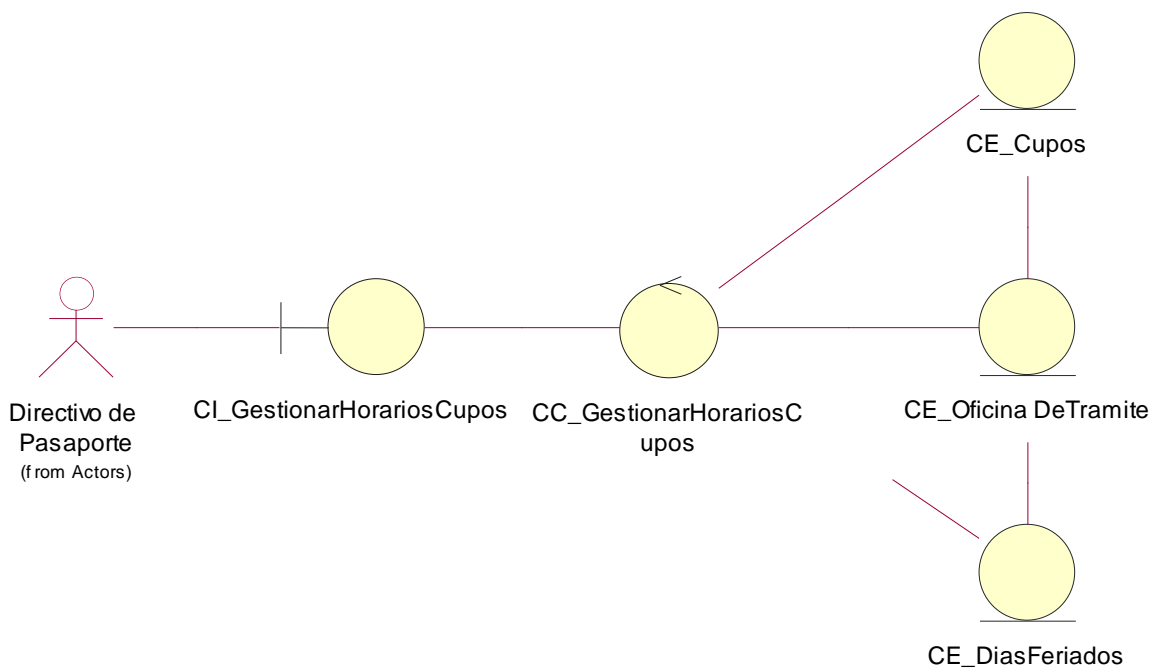 CE_Cupos
Directivo de
Pasaporte
(from Actors)
CI_GestionarHorariosCupos
CC_GestionarHorariosC
upos
CE_Oficina DeTramite
CE_DiasFeriados